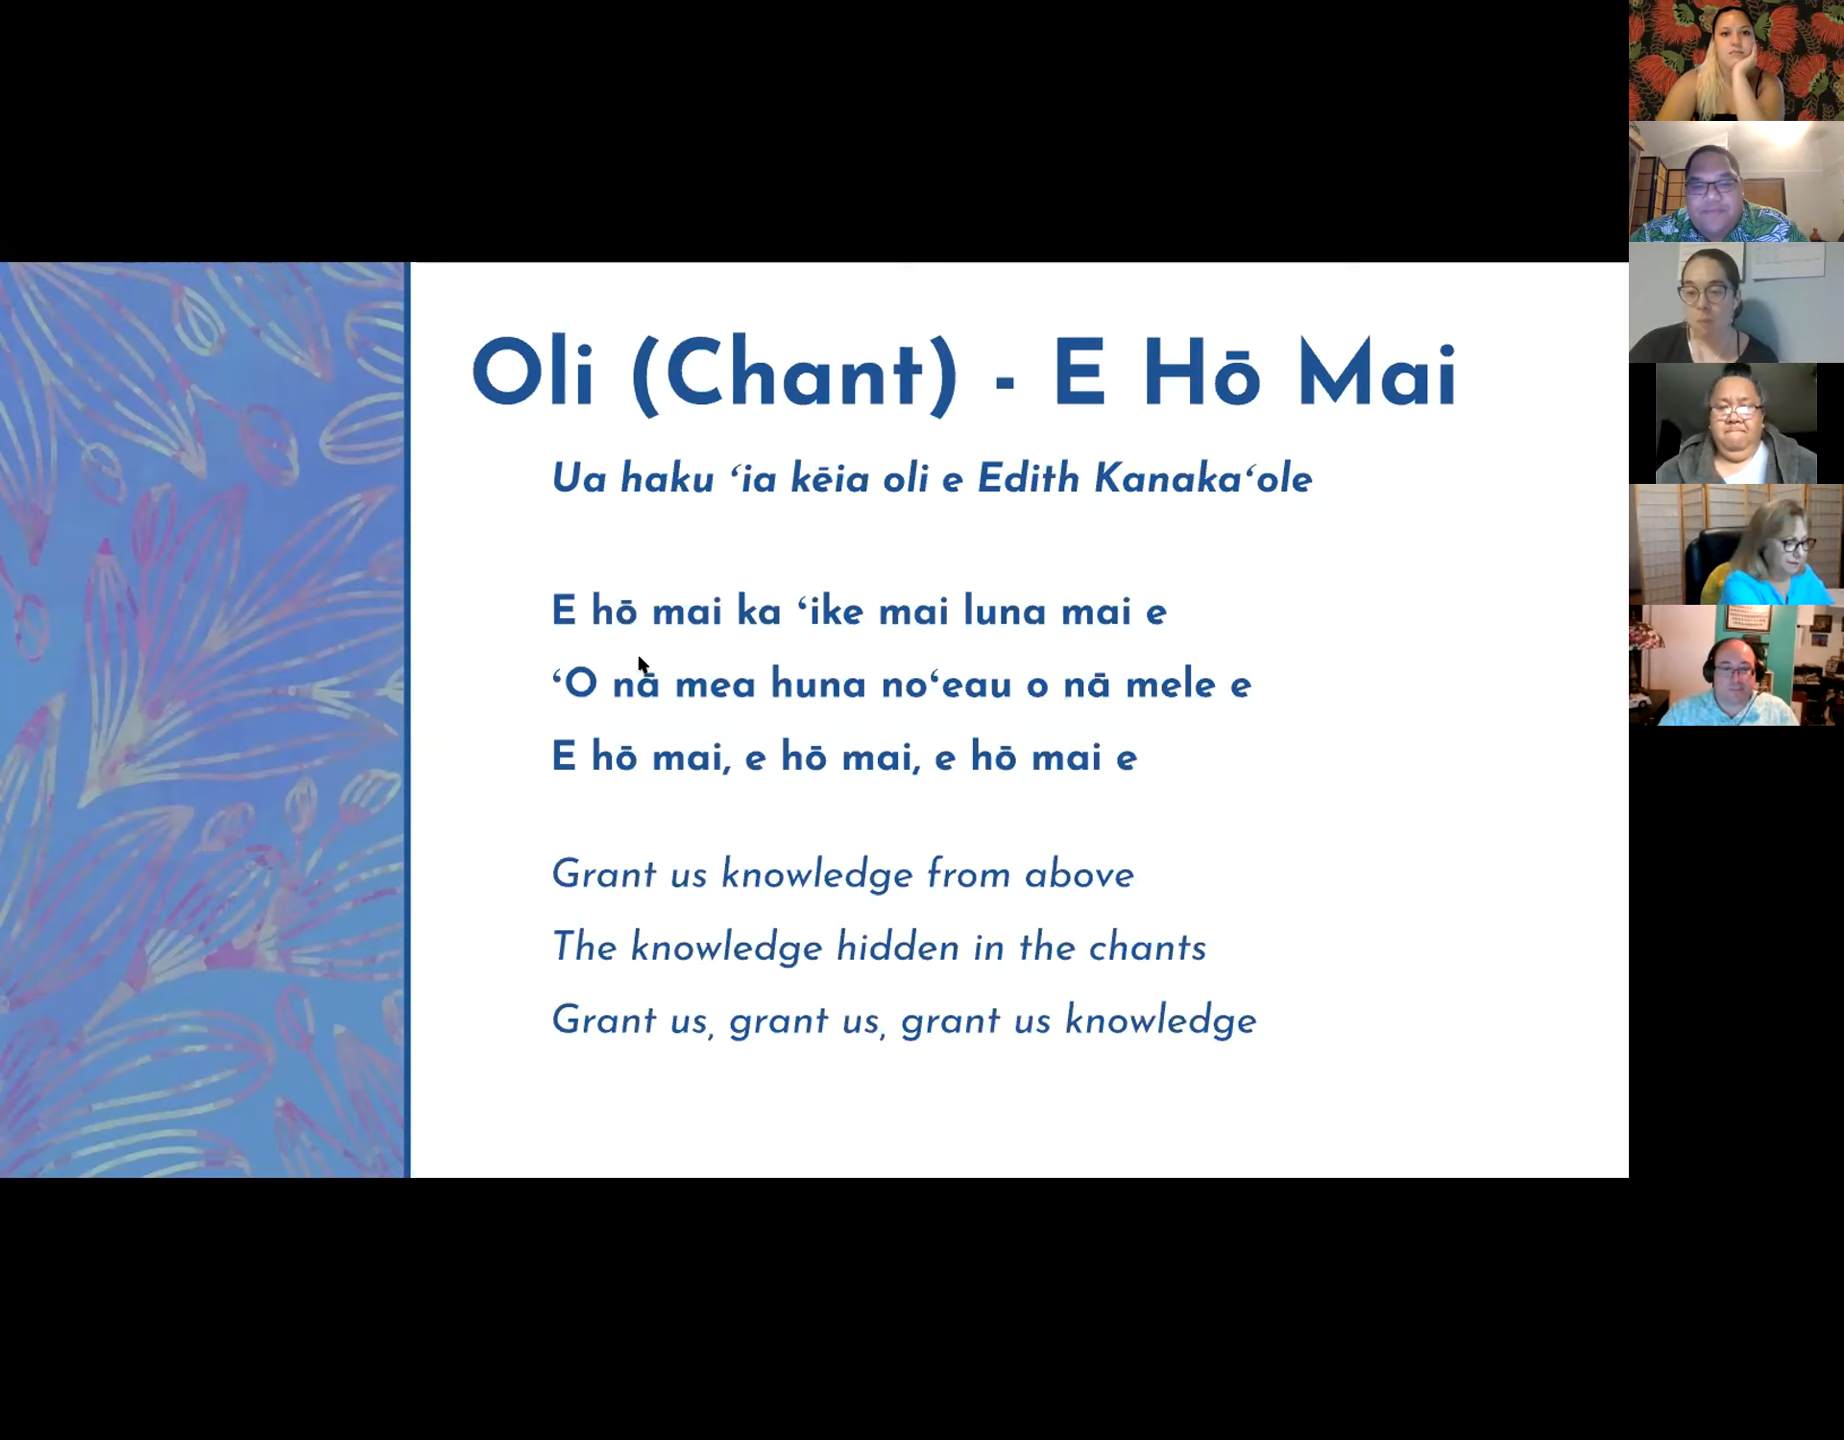 Oli (Chant) - E Hō Mai
Ua haku ʻia kēia oli e Edith Kanakaʻole
E hō mai ka ʻike mai luna mai e
ʻO nā mea huna noʻeau o nā mele e
E hō mai, e hō mai, e hō mai e
Grant us knowledge from above
The knowledge hidden in the chants
Grant us, grant us, grant us knowledge